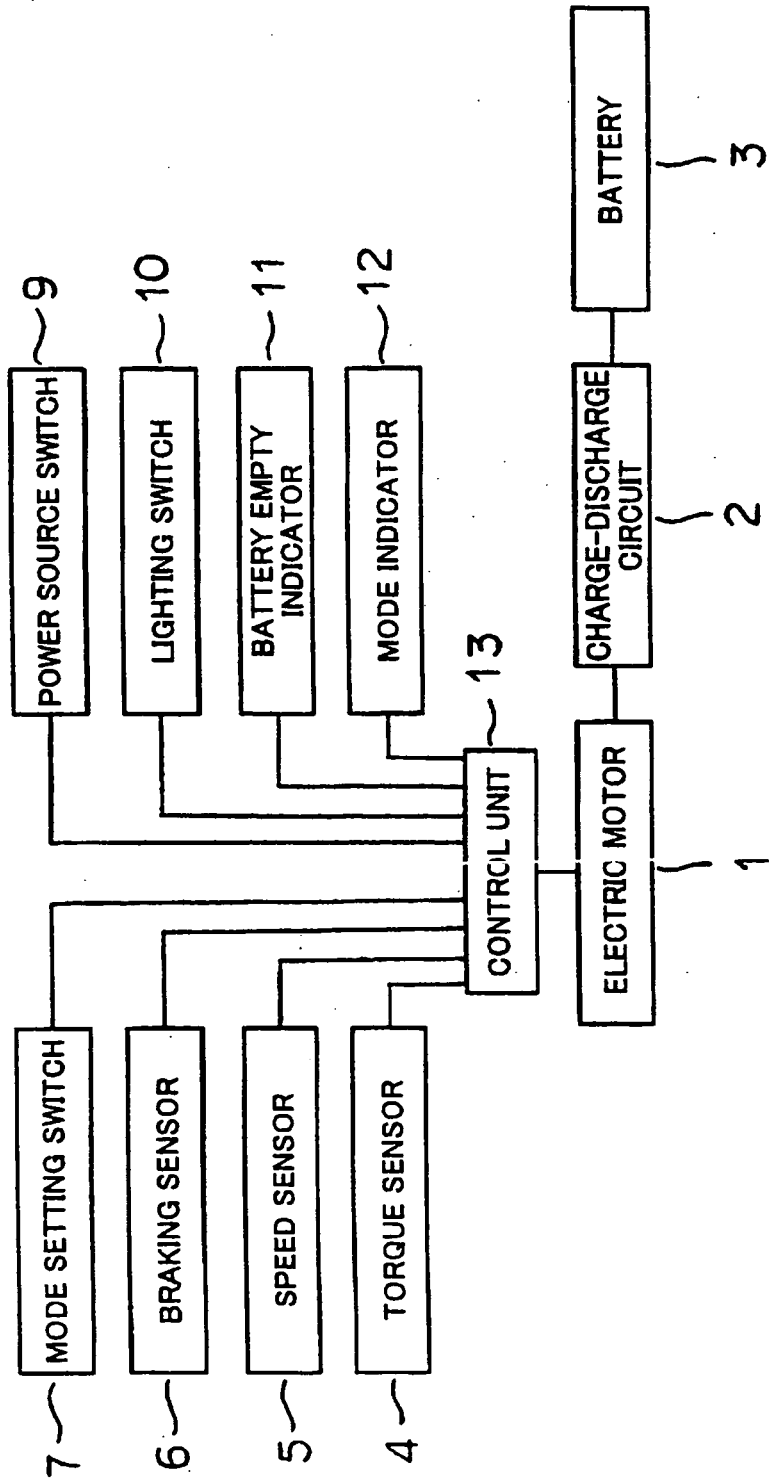 7
MODE SETTING SWITCH
6
BRAKING SENSOR
5
SPEED SENSOR
4
TORQUE SENSOR
POWER SOURCE SWITCH
9
LIGHTING SWITCH
10
BATTERY EMPTY
INDICATOR
11
MODE INDICATOR
12
CONTROL UNIT
13
ELECTRIC MOTOR
1
CHARGE-DISCHARGE
CIRCUIT
2
BATTERY
3